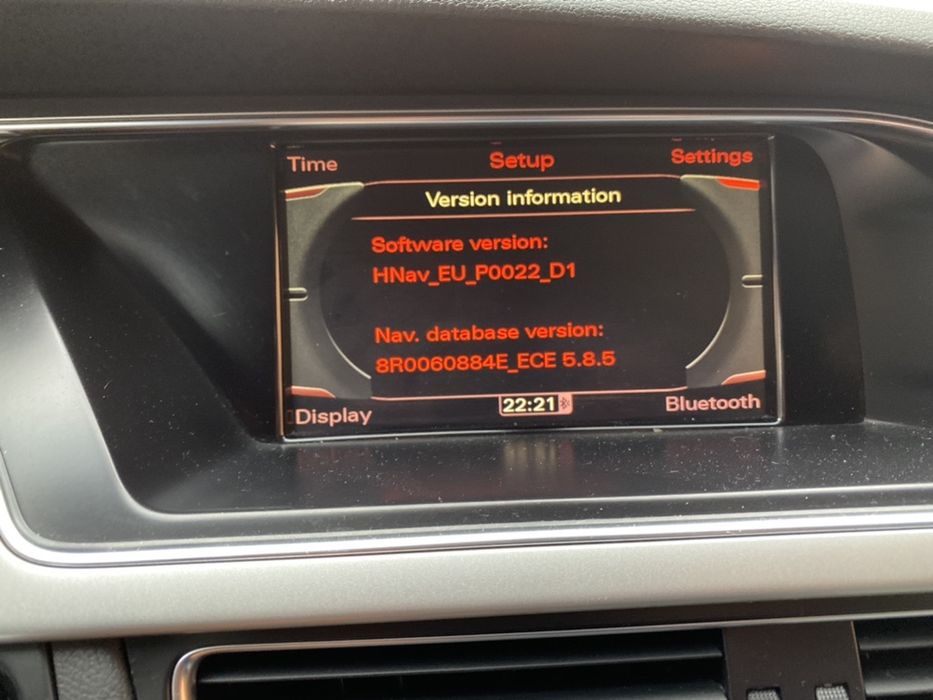 Time Setup Settings
Version information
Software version:
HNav_EU_P0022_D1
Nav. database version:
8R0060884E_ECE 5.8.5
Display 22:21 Bluetooth